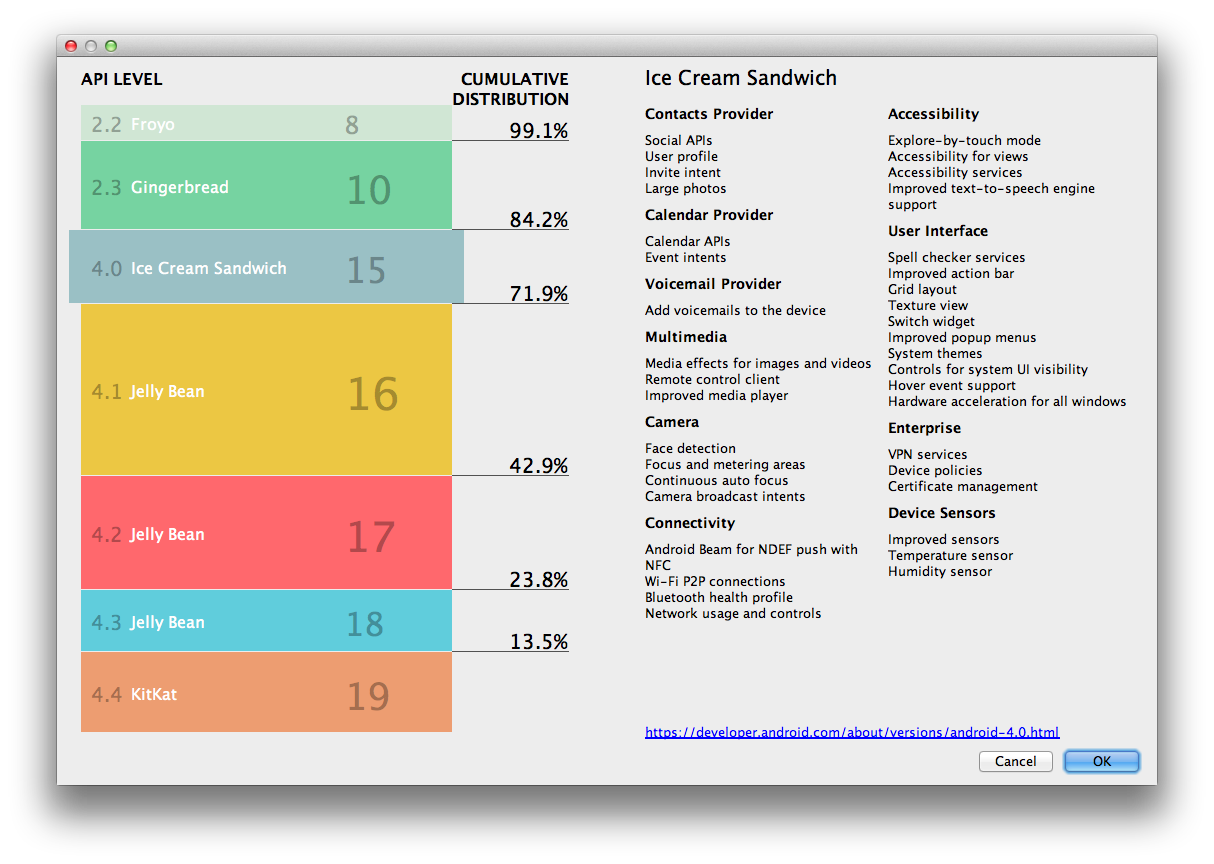 API LEVEL
CUMULATIVE
DISTRIBUTION
2.2 Froyo 8
99.1%
2.3 Gingerbread 10
84.2%
4.0 Ice Cream Sandwich 15
71.9%
4.1 Jelly Bean 16
42.9%
4.2 Jelly Bean 17
23.8%
4.3 Jelly Bean 18
13.5%
4.4 KitKat 19
Ice Cream Sandwich
Contacts Provider
Social APIs
User profile
Invite intent
Large photos
Calendar Provider
Calendar APIs
Event intents
Voicemail Provider
Add voicemails to the device
Multimedia
Media effects for images and videos
Remote control client
Improved media player
Camera
Face detection
Focus and metering areas
Continuous auto focus
Camera broadcast intents
Connectivity
Android Beam for NDEF push with
NFC
Wi-Fi P2P connections
Bluetooth health profile
Network usage and controls
Accessibility
Explore-by-touch mode
Accessibility for views
Accessibility services
Improved text-to-speech engine
support
User Interface
Spell checker services
Improved action bar
Grid layout
Texture view
Switch widget
Improved popup menus
System themes
Controls for system UI visibility
Hover event support
Hardware acceleration for all windows
Enterprise
VPN services
Device policies
Certificate management
Device Sensors
Improved sensors
Temperature sensor
Humidity sensor
https://developer.android.com/about/versions/android-4.0.html
Cancel
OK